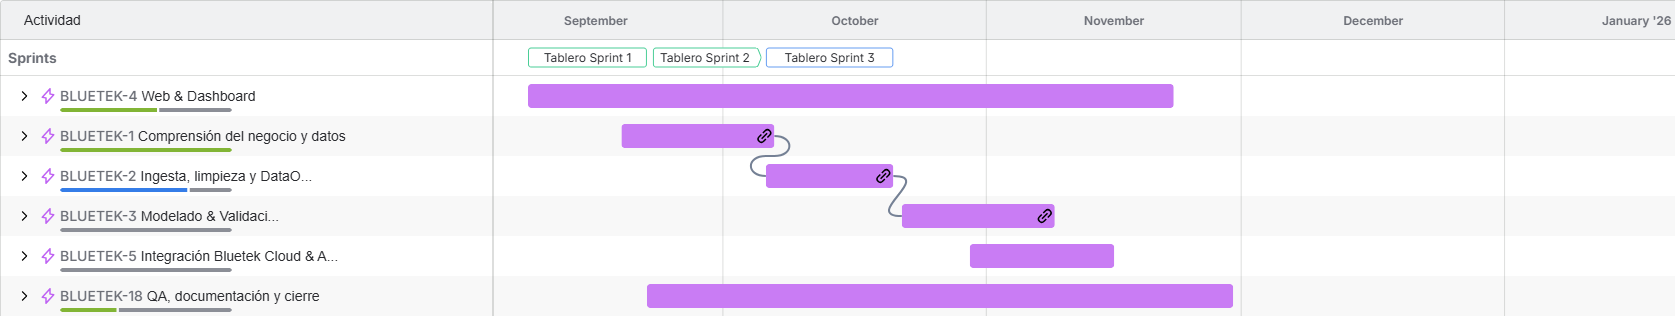 Actividad September October November December January '26
Sprints Tablero Sprint 1 Tablero Sprint 2 Tablero Sprint 3
BLUETEK-4 Web & Dashboard
BLUETEK-1 Comprensión del negocio y datos
BLUETEK-2 Ingesta, limpieza y DataO...
BLUETEK-3 Modelado & Validaci...
BLUETEK-5 Integración Bluetek Cloud & A...
BLUETEK-18 QA, documentación y cierre